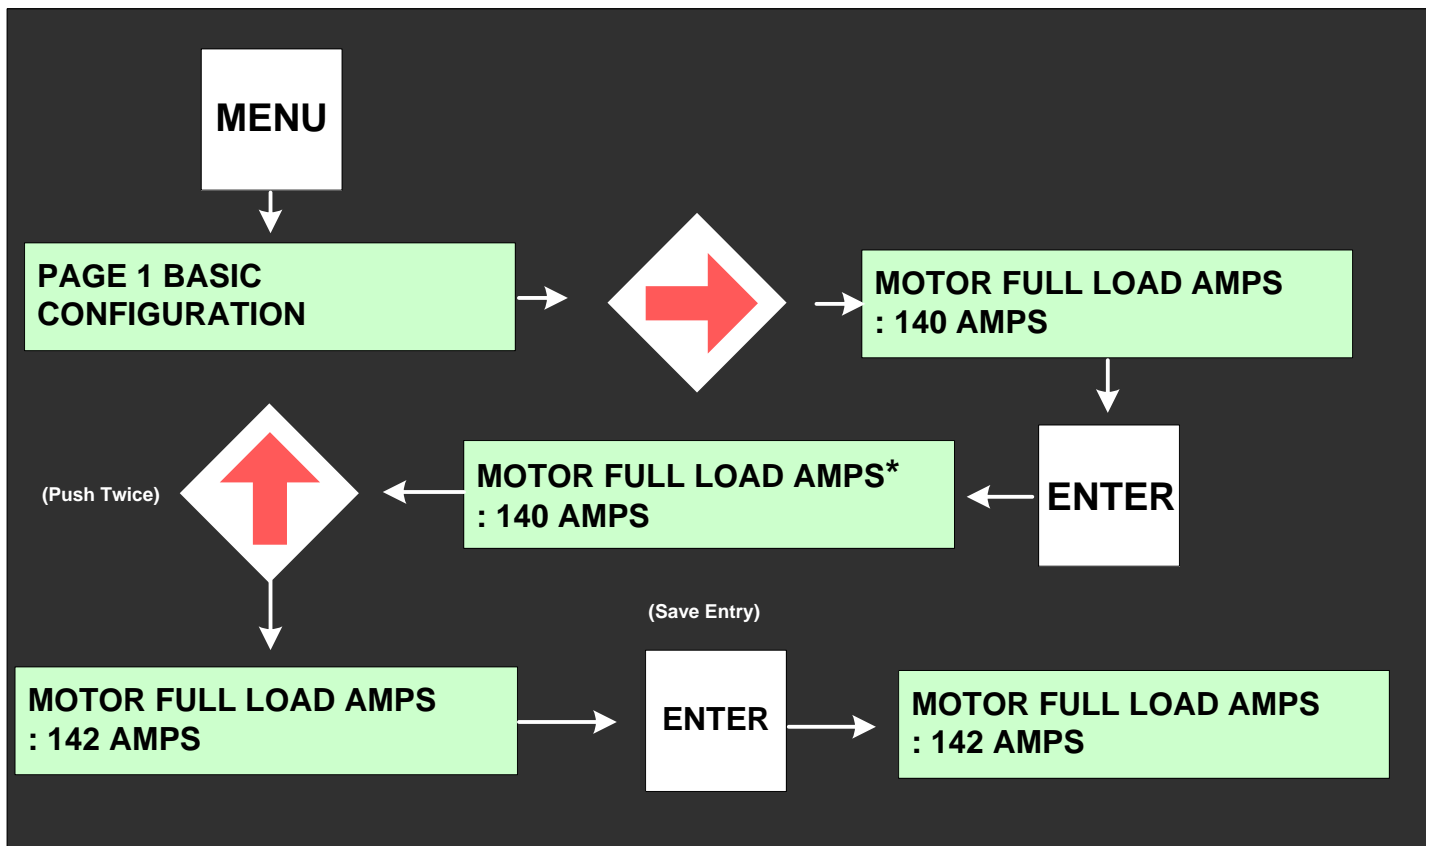 MENU
PAGE 1 BASIC
CONFIGURATION
MOTOR FULL LOAD AMPS
: 140 AMPS
ENTER
MOTOR FULL LOAD AMPS*
: 140 AMPS
(Push Twice)
MOTOR FULL LOAD AMPS
: 142 AMPS
(Save Entry)
ENTER
MOTOR FULL LOAD AMPS
: 142 AMPS